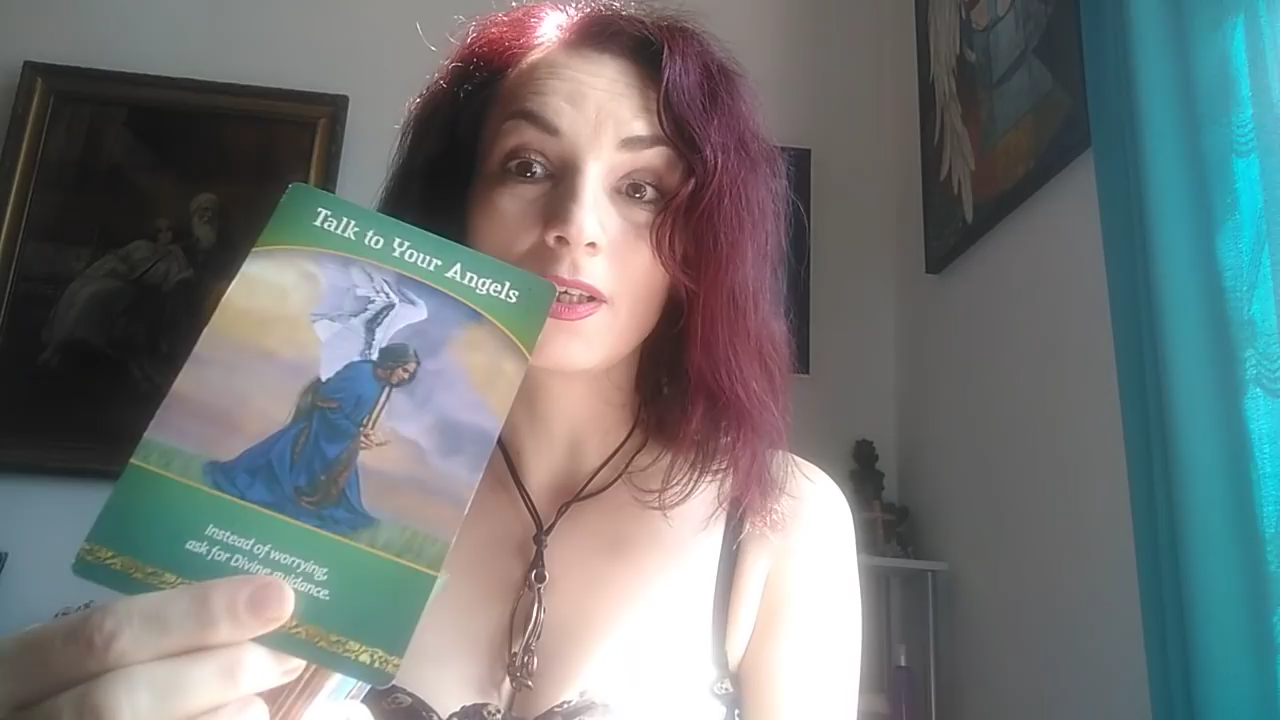 Talk to Your Angels
Instead of worrying,
ask for Divine guidance.